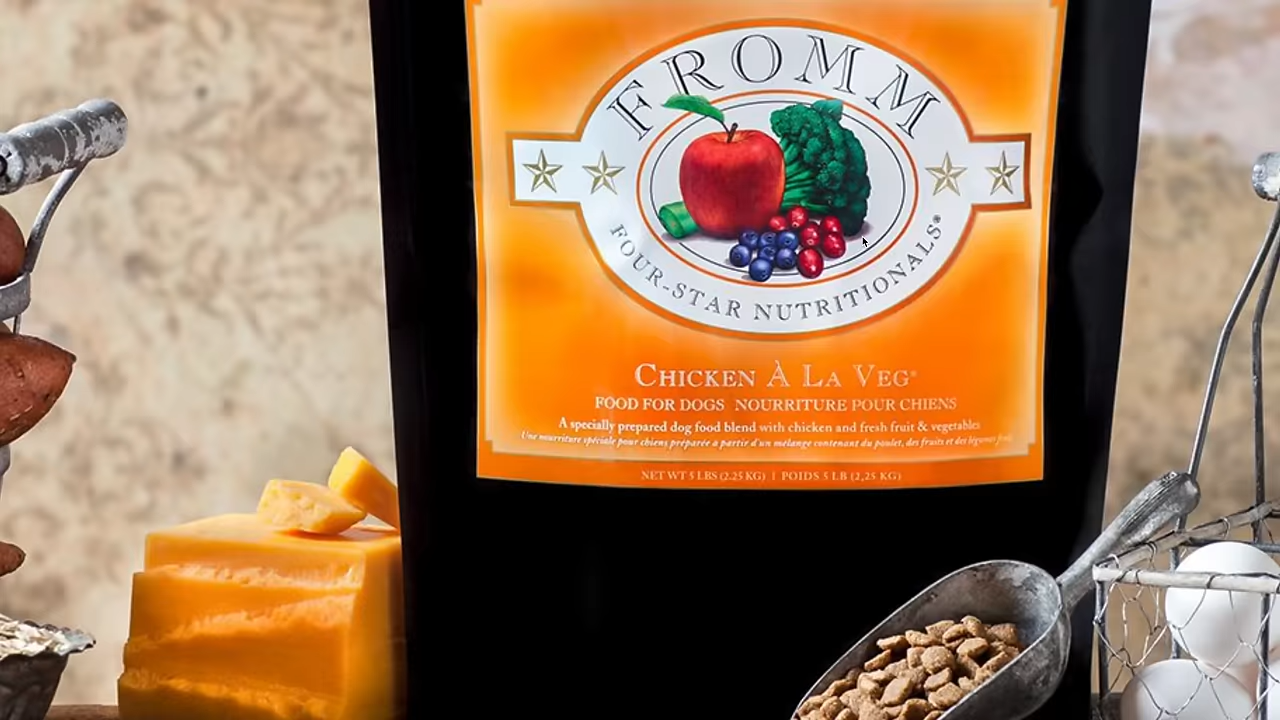 FROMM
FOUR-STAR NUTRITIONALS®
CHICKEN À LA VEG®
FOOD FOR DOGS NOURRITURE POUR CHIENS
A specially prepared dog food blend with chicken and fresh fruit & vegetables
Une nourriture spéciale pour chiens préparée à partir d'un mélange contenant du poulet, des fruits et des légumes frais
NET WT 5 LBS (2.25 KG) | POIDS 5 LB (2,25 KG)